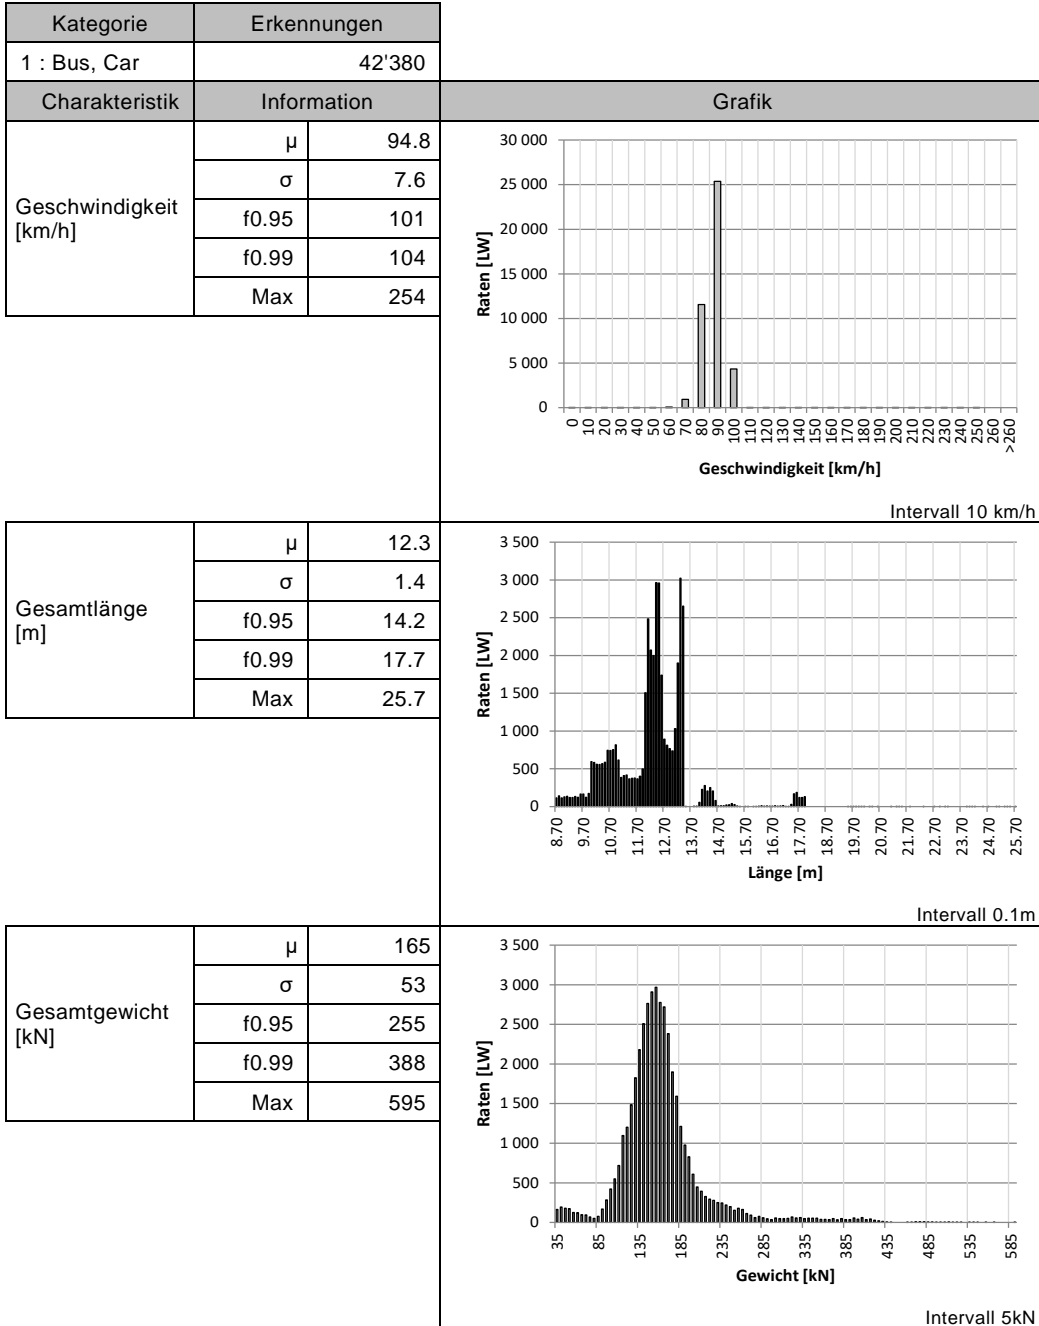 Kategorie Erkennungen
1 : Bus, Car 42'380
Charakteristik Information Grafik
Geschwindigkeit
[km/h]
µ 94.8
σ 7.6
f0.95 101
f0.99 104
Max 254
30 000
25 000
20 000
15 000
10 000
5 000
0
Raten [LW]
0 10 20 30 40 50 60 70 80 90 100 110 120 130 140 150 160 170 180 190 200 210 220 230 240 250 260 >260
Geschwindigkeit [km/h]
Intervall 10 km/h
Gesamtlänge
[m]
µ 12.3
σ 1.4
f0.95 14.2
f0.99 17.7
Max 25.7
3 500
3 000
2 500
2 000
1 500
1 000
500
0
Raten [LW]
8.70 9.70 10.70 11.70 12.70 13.70 14.70 15.70 16.70 17.70 18.70 19.70 20.70 21.70 22.70 23.70 24.70 25.70
Länge [m]
Intervall 0.1m
Gesamtgewicht
[kN]
µ 165
σ 53
f0.95 255
f0.99 388
Max 595
3 500
3 000
2 500
2 000
1 500
1 000
500
0
Raten [LW]
35 85 135 185 235 285 335 385 435 485 535 585
Gewicht [kN]
Intervall 5kN